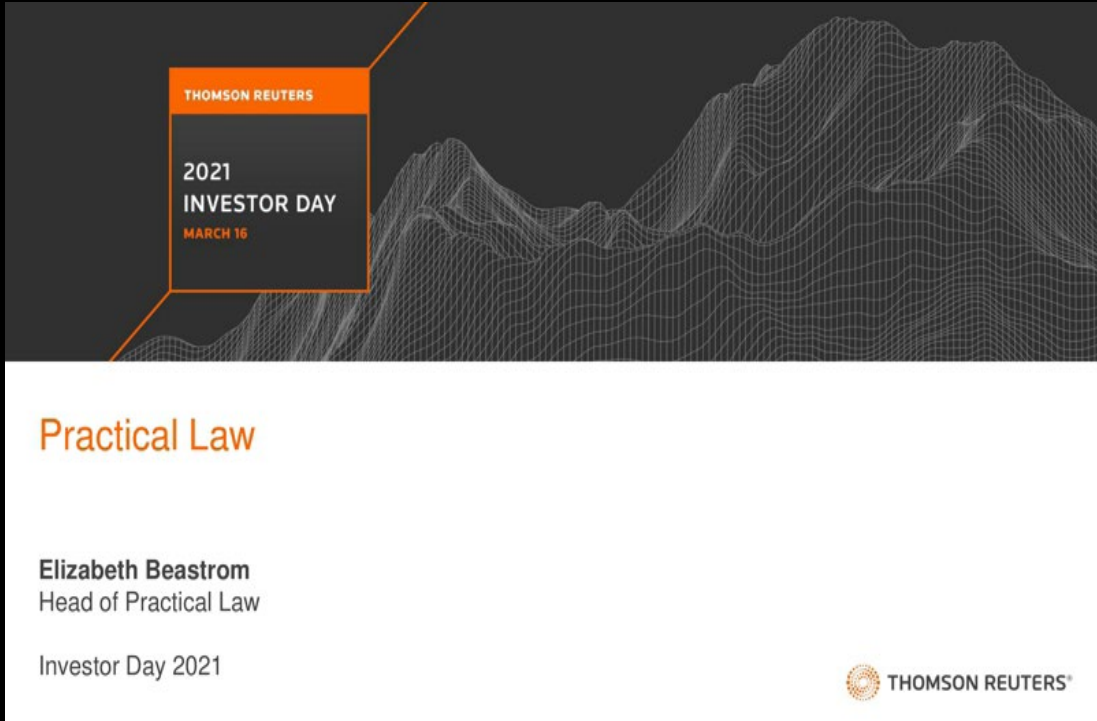 THOMSON REUTERS
2021
INVESTOR DAY
MARCH 16
Practical Law
Elizabeth Beastrom
Head of Practical Law
Investor Day 2021
THOMSON REUTERS®